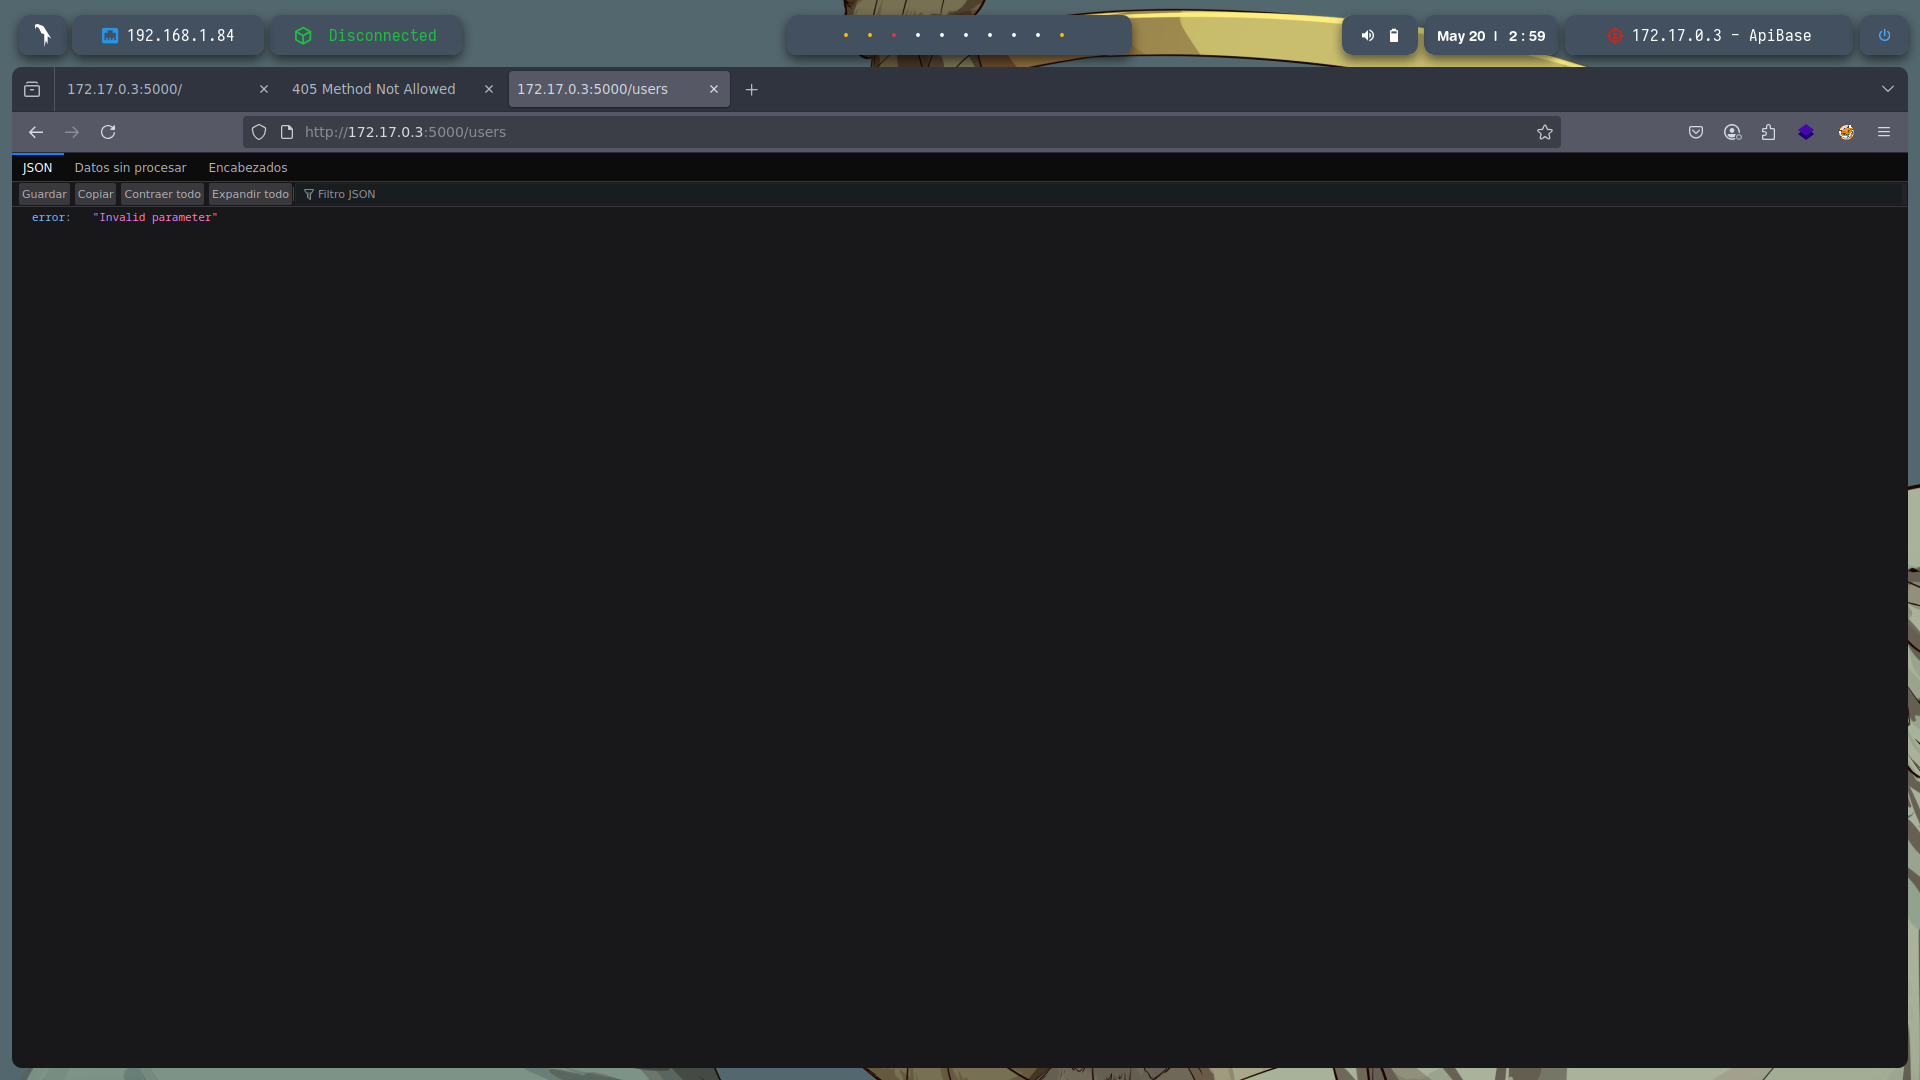 192.168.1.84
Disconnected
May 20 | 2:59
172.17.0.3 - ApiBase
172.17.0.3:5000/
405 Method Not Allowed
172.17.0.3:5000/users
http://172.17.0.3:5000/users
JSON
Datos sin procesar
Encabezados
Guardar
Copiar
Contraer todo
Expandir todo
Filtro JSON
error: "Invalid parameter"